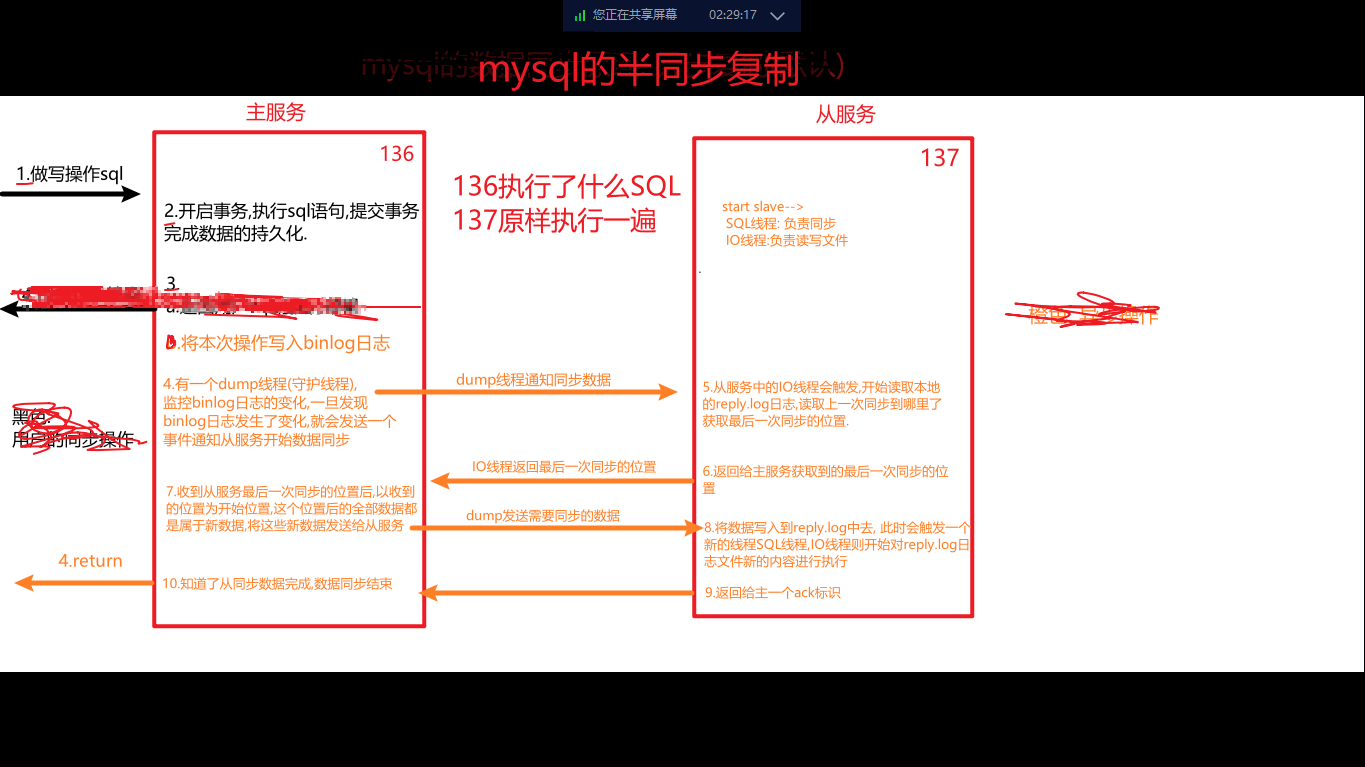 您正在共享屏幕 02:29:17
mysql的半同步复制
主服务
从服务
136
137
1.做写操作sql
136执行了什么SQL
137原样执行一遍
2.开启事务,执行sql语句,提交事务
完成数据的持久化.
start slave-->
SQL线程: 负责同步
IO线程:负责读写文件
3
.将本次操作写入binlog日志
4.有一个dump线程(守护线程),
监控binlog日志的变化,一旦发现
binlog日志发生了变化,就会发送一个
事件通知从服务开始数据同步
dump线程通知同步数据
5.从服务中的IO线程会触发,开始读取本地
的reply.log日志,读取上一次同步到哪里了
获取最后一次同步的位置.
黑色:
用户的同步操作
IO线程返回最后一次同步的位置
6.返回给主服务获取到的最后一次同步的位
置
7.收到从服务最后一次同步的位置后,以收到
的位置为开始位置,这个位置后的全部数据都
是属于新数据,将这些新数据发送给从服务
dump发送需要同步的数据
8.将数据写入到reply.log中去, 此时会触发一个
新的线程SQL线程,IO线程则开始对reply.log日
志文件新的内容进行执行
4.return
10.知道了从同步数据完成,数据同步结束
9.返回给主一个ack标识